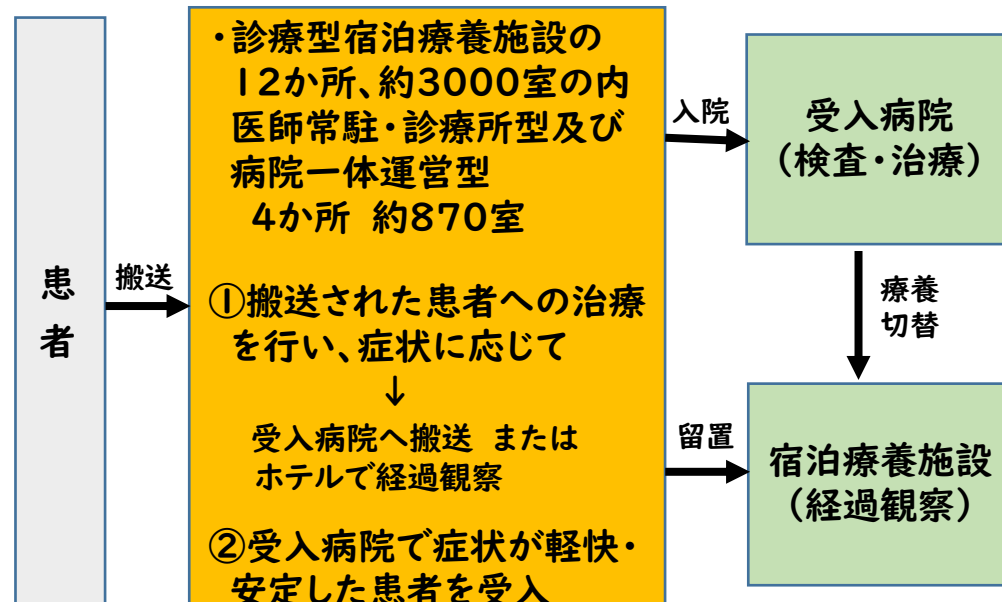 患
者
搬送
・診療型宿泊療養施設の
12か所、約3000室の内
医師常駐・診療所型及び
病院一体運営型
4か所 約870室
①搬送された患者への治療
を行い、症状に応じて
↓
受入病院へ搬送 または
ホテルで経過観察
②受入病院で症状が軽快・
安定した患者を受入
入院
受入病院
(検査・治療)
療養
切替
留置
宿泊療養施設
(経過観察)